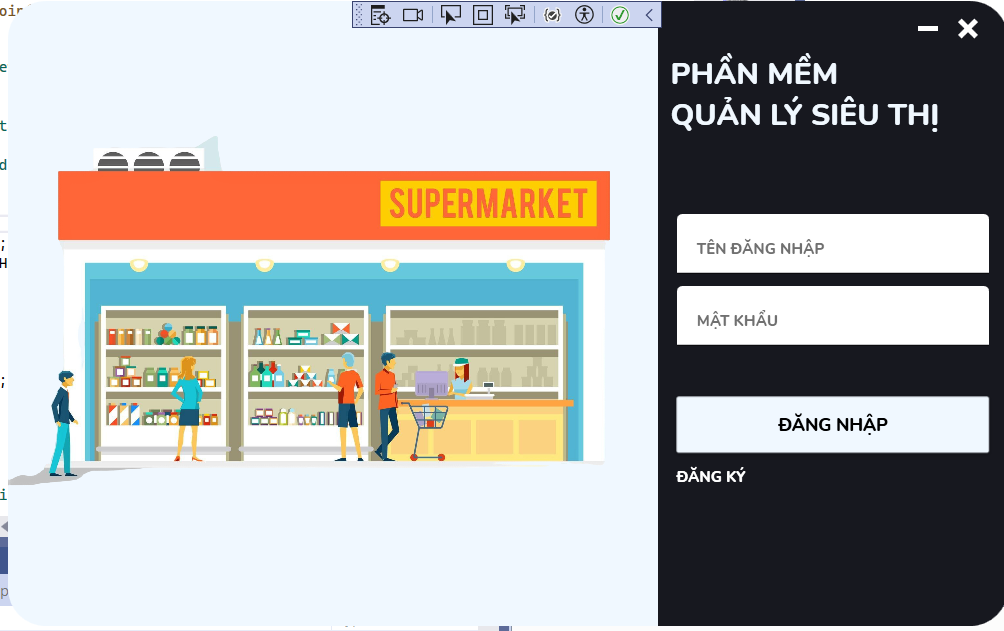 PHẦN MỀM
QUẢN LÝ SIÊU THỊ
SUPERMARKET
TÊN ĐĂNG NHẬP
MẬT KHẨU
ĐĂNG NHẬP
ĐĂNG KÝ